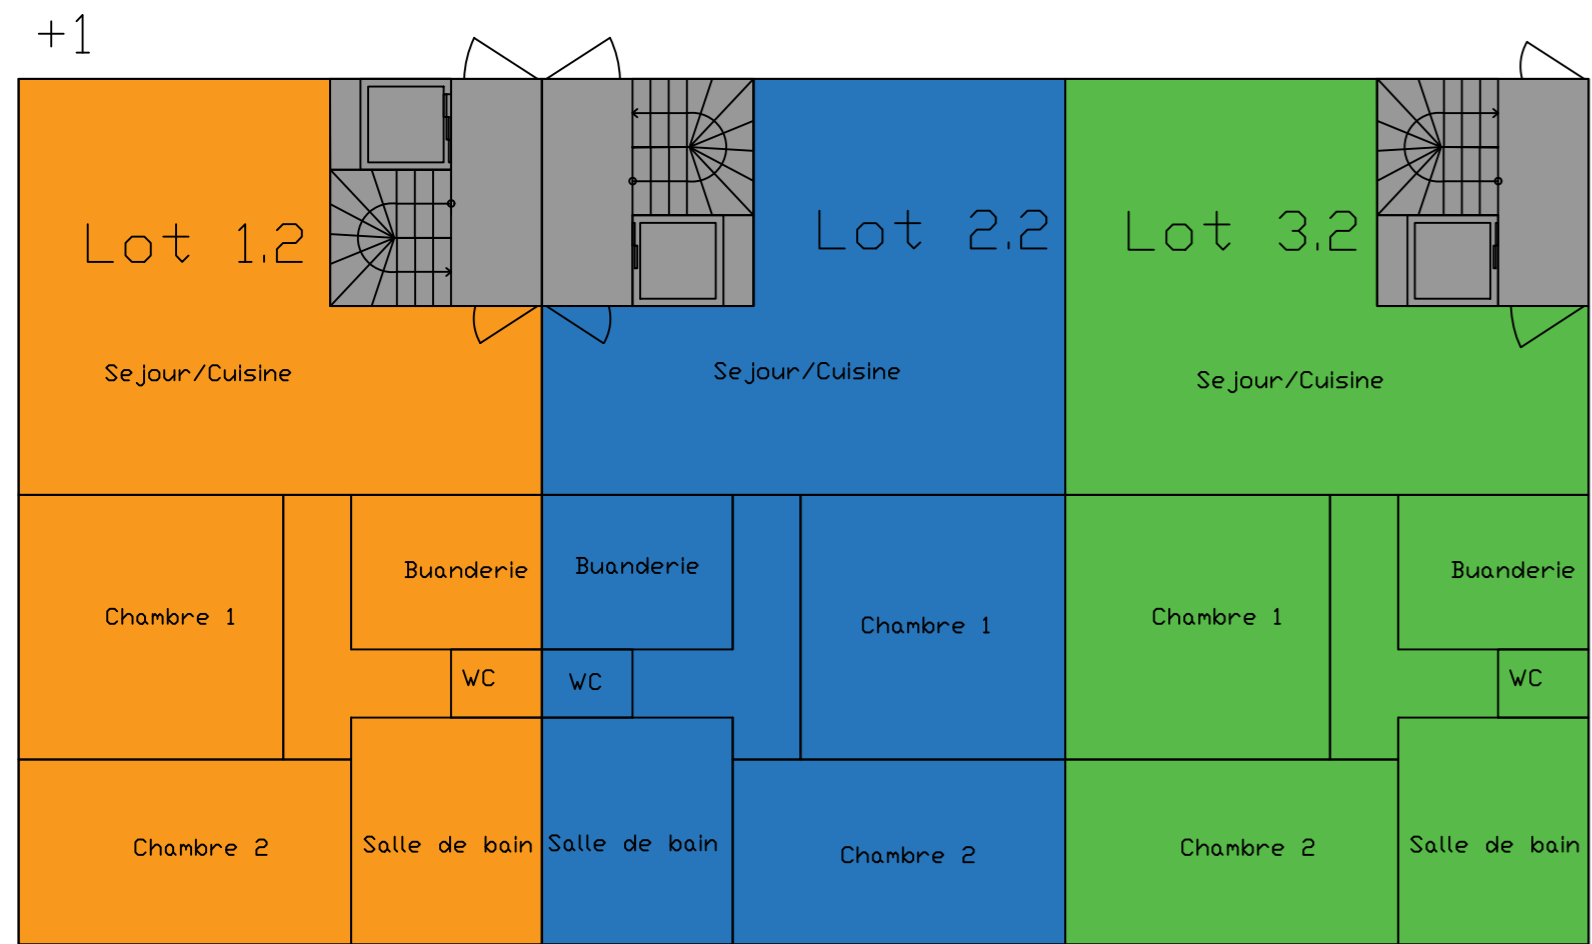 +1
Lot 1.2
Lot 2.2
Lot 3.2
Sejour/Cuisine
Sejour/Cuisine
Sejour/Cuisine
Buanderie
Buanderie
Buanderie
Chambre 1
Chambre 1
Chambre 1
WC
WC
WC
Chambre 2
Salle de bain
Salle de bain
Chambre 2
Chambre 2
Salle de bain